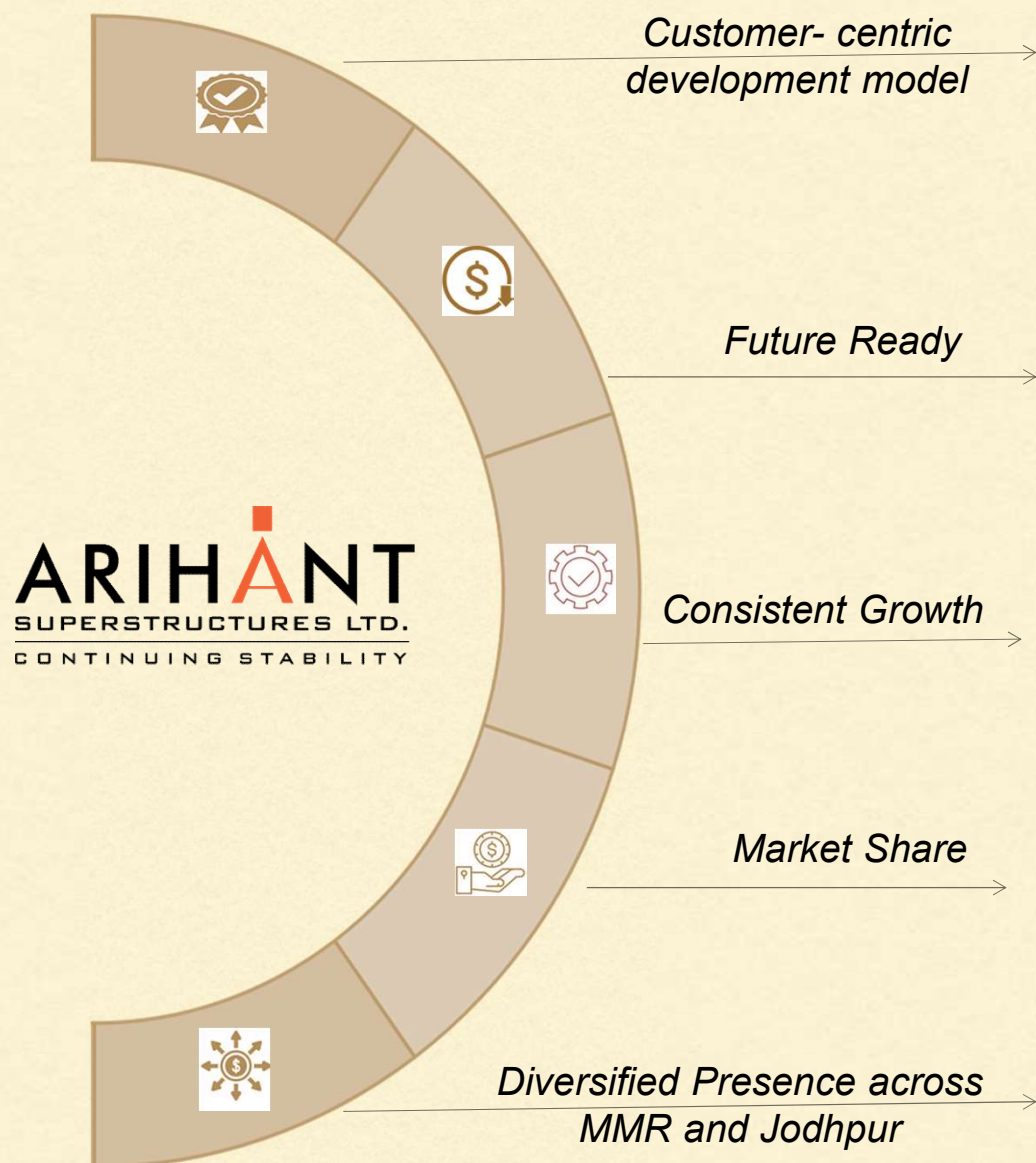 Customer- centric
development model
Future Ready
ARIHANT
SUPERSTRUCTURES LTD.
CONTINUING STABILITY
Consistent Growth
Market Share
Diversified Presence across
MMR and Jodhpur